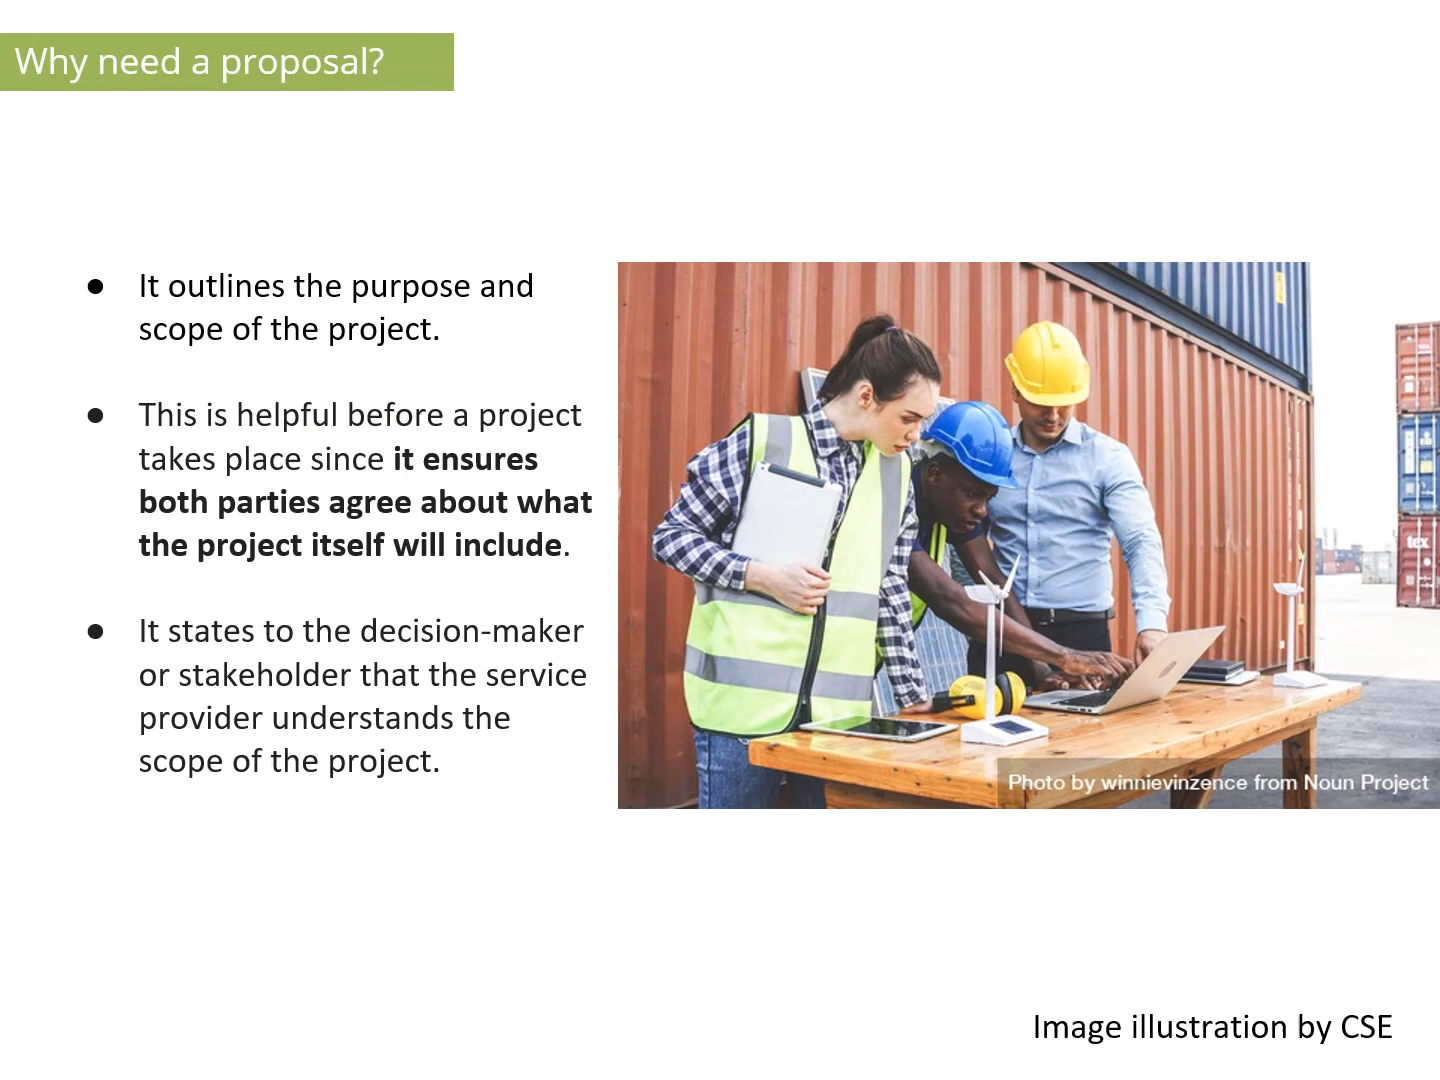 Why need a proposal?
● It outlines the purpose and
scope of the project.
● This is helpful before a project
takes place since it ensures
both parties agree about what
the project itself will include.
● It states to the decision-maker
or stakeholder that the service
provider understands the
scope of the project.
tex
Photo by winnievinzence from Noun Project
Image illustration by CSE